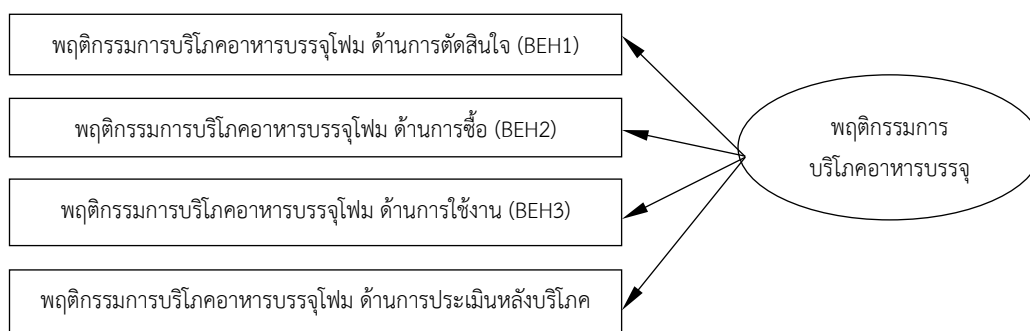 พฤติกรรมการบริโภคอาหารบรรจุโฟม ด้านการตัดสินใจ (BEH1)
พฤติกรรมการบริโภคอาหารบรรจุโฟม ด้านการซื้อ (BEH2)
พฤติกรรมการบริโภคอาหารบรรจุโฟม ด้านการใช้งาน (BEH3)
พฤติกรรมการบริโภคอาหารบรรจุโฟม ด้านการประเมินหลังบริโภค
พฤติกรรมการ
บริโภคอาหารบรรจุ